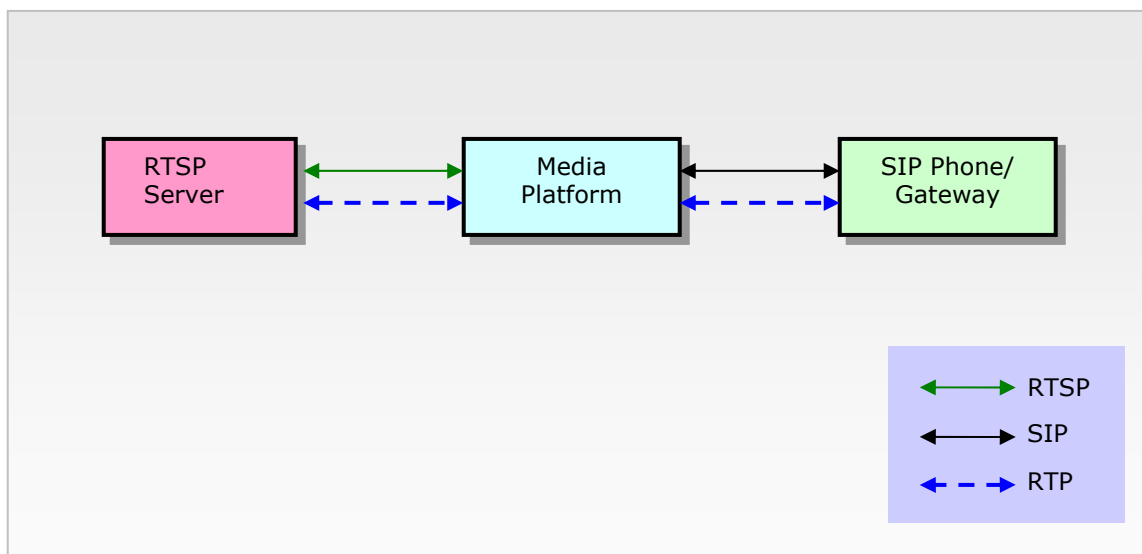 RTSP
Server
Media
Platform
SIP Phone/
Gateway
RTSP
SIP
RTP